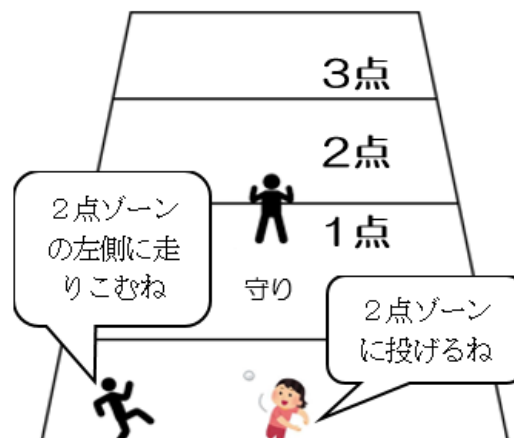 ３点
２点
２点ゾーン
の左側に走
りこむね
１点
守り
２点ゾーン
に投げるね